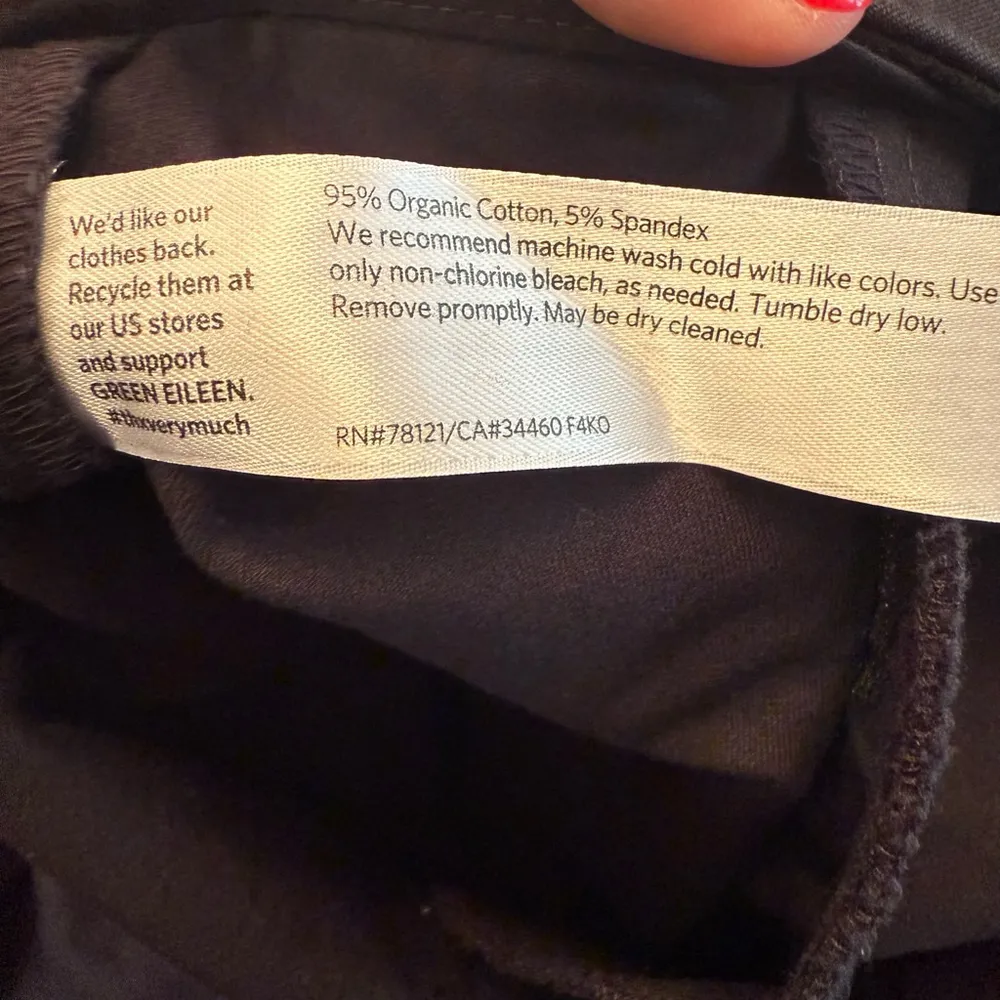 We'd like our
clothes back.
Recycle them at
our US stores
and support
GREEN EILEEN.
#thxverymuch
95% Organic Cotton, 5% Spandex
We recommend machine wash cold with like colors. Use
only non-chlorine bleach, as needed. Tumble dry low.
Remove promptly. May be dry cleaned.
RN#78121/CA#34460 F4KO